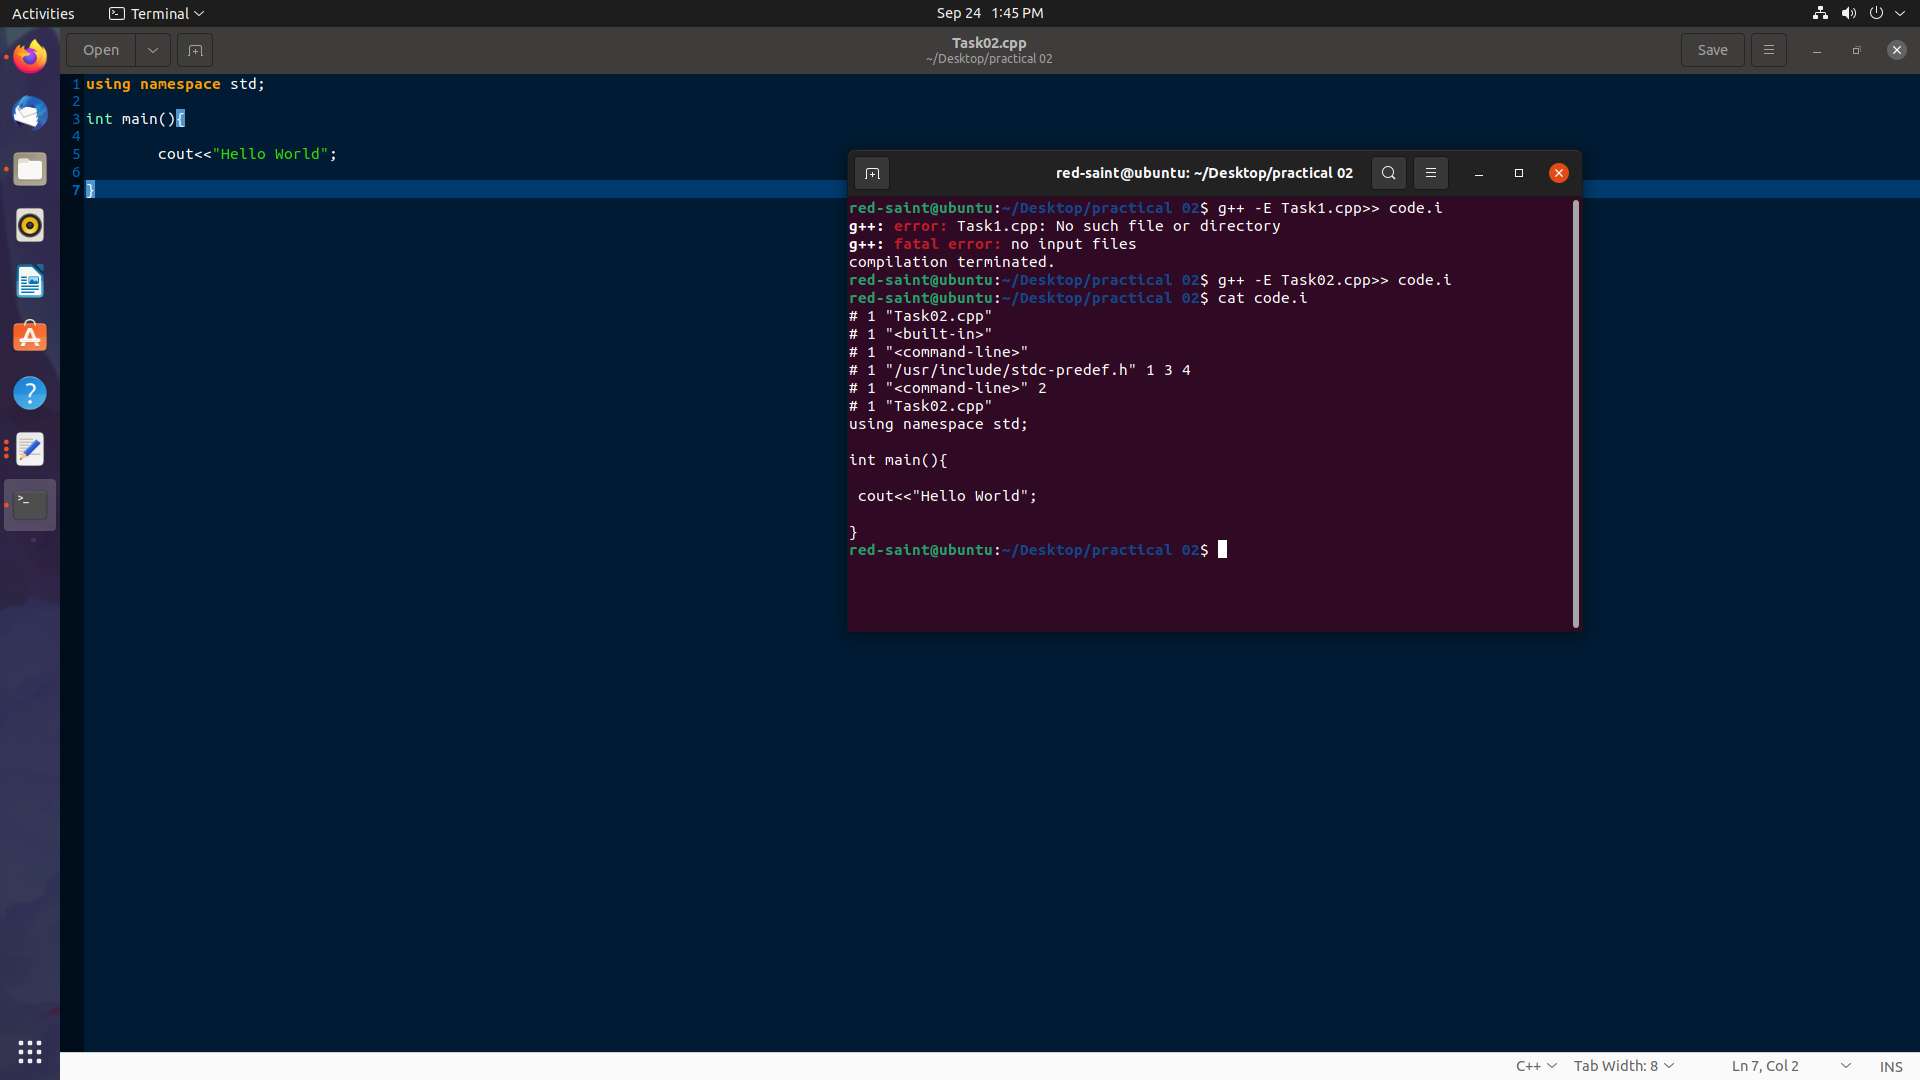 Activities
Terminal
Sep 24 1:45 PM
Open
Task02.cpp
~/Desktop/practical 02
Save
1 using namespace std;
2
3 int main(){
4
5 cout<<"Hello World";
6
7 }
red-saint@ubuntu: ~/Desktop/practical 02
red-saint@ubuntu:~/Desktop/practical 02$ g++ -E Task1.cpp>> code.i
g++: error: Task1.cpp: No such file or directory
g++: fatal error: no input files
compilation terminated.
red-saint@ubuntu:~/Desktop/practical 02$ g++ -E Task02.cpp>> code.i
red-saint@ubuntu:~/Desktop/practical 02$ cat code.i
# 1 "Task02.cpp"
# 1 "<built-in>"
# 1 "<command-line>"
# 1 "/usr/include/stdc-predef.h" 1 3 4
# 1 "<command-line>" 2
# 1 "Task02.cpp"
using namespace std;
int main(){
cout<<"Hello World";
}
red-saint@ubuntu:~/Desktop/practical 02$
C++
Tab Width: 8
Ln 7, Col 2
INS